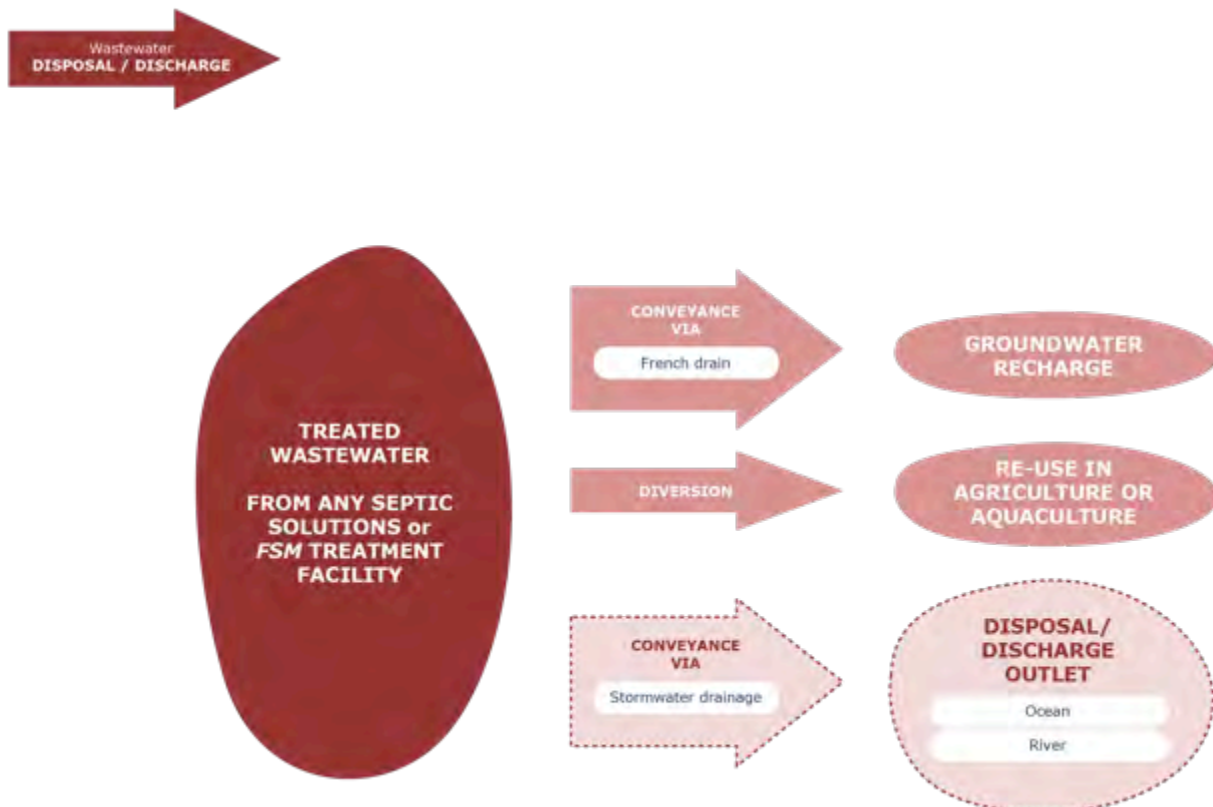 Wastewater
DISPOSAL / DISCHARGE
TREATED
WASTEWATER
FROM ANY SEPTIC
SOLUTIONS or
FSM TREATMENT
FACILITY
CONVEYANCE
VIA
French drain
GROUNDWATER
RECHARGE
DIVERSION
RE-USE IN
AGRICULTURE OR
AQUACULTURE
CONVEYANCE
VIA
Stormwater drainage
DISPOSAL/
DISCHARGE
OUTLET
Ocean
River